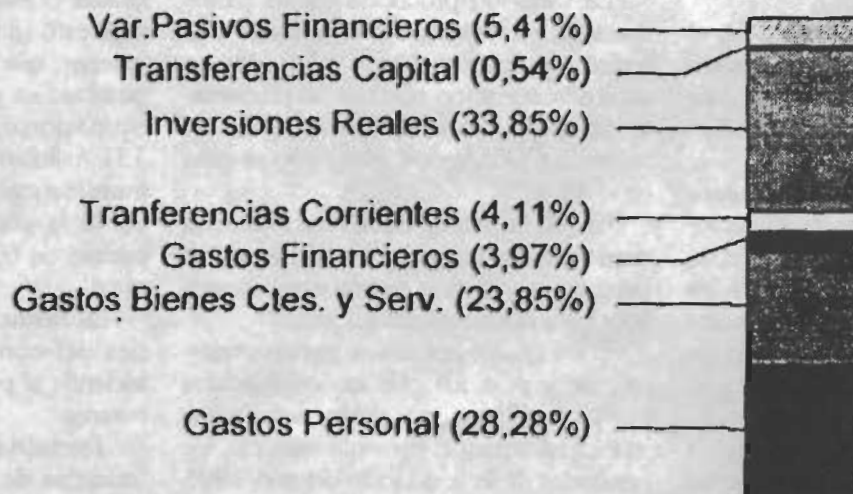 Var.Pasivos Financieros (5,41%)
Transferencias Capital (0,54%)
Inversiones Reales (33,85%)
Tranferencias Corrientes (4,11%)
Gastos Financieros (3,97%)
Gastos Bienes Ctes. y Serv. (23,85%)
Gastos Personal (28,28%)